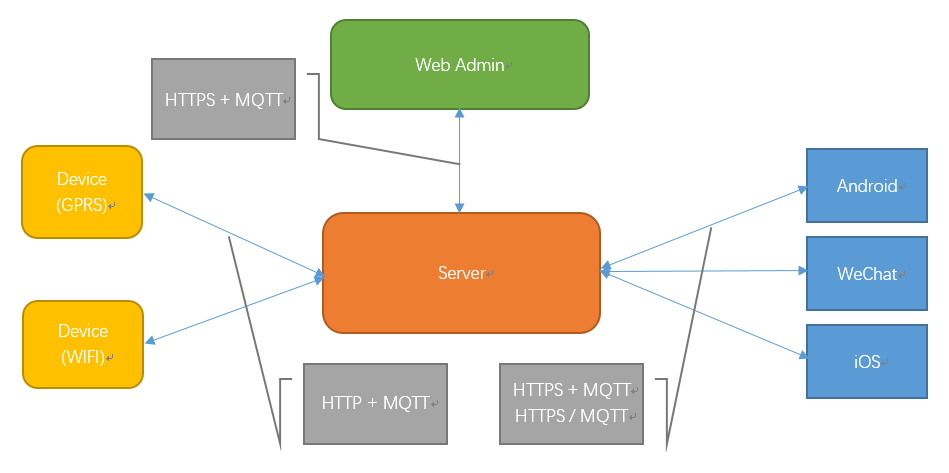 Web Admin
HTTPS + MQTT
Device
(GPRS)
Android
Server
WeChat
Device
(WIFI)
iOS
HTTP + MQTT
HTTPS + MQTT
HTTPS / MQTT